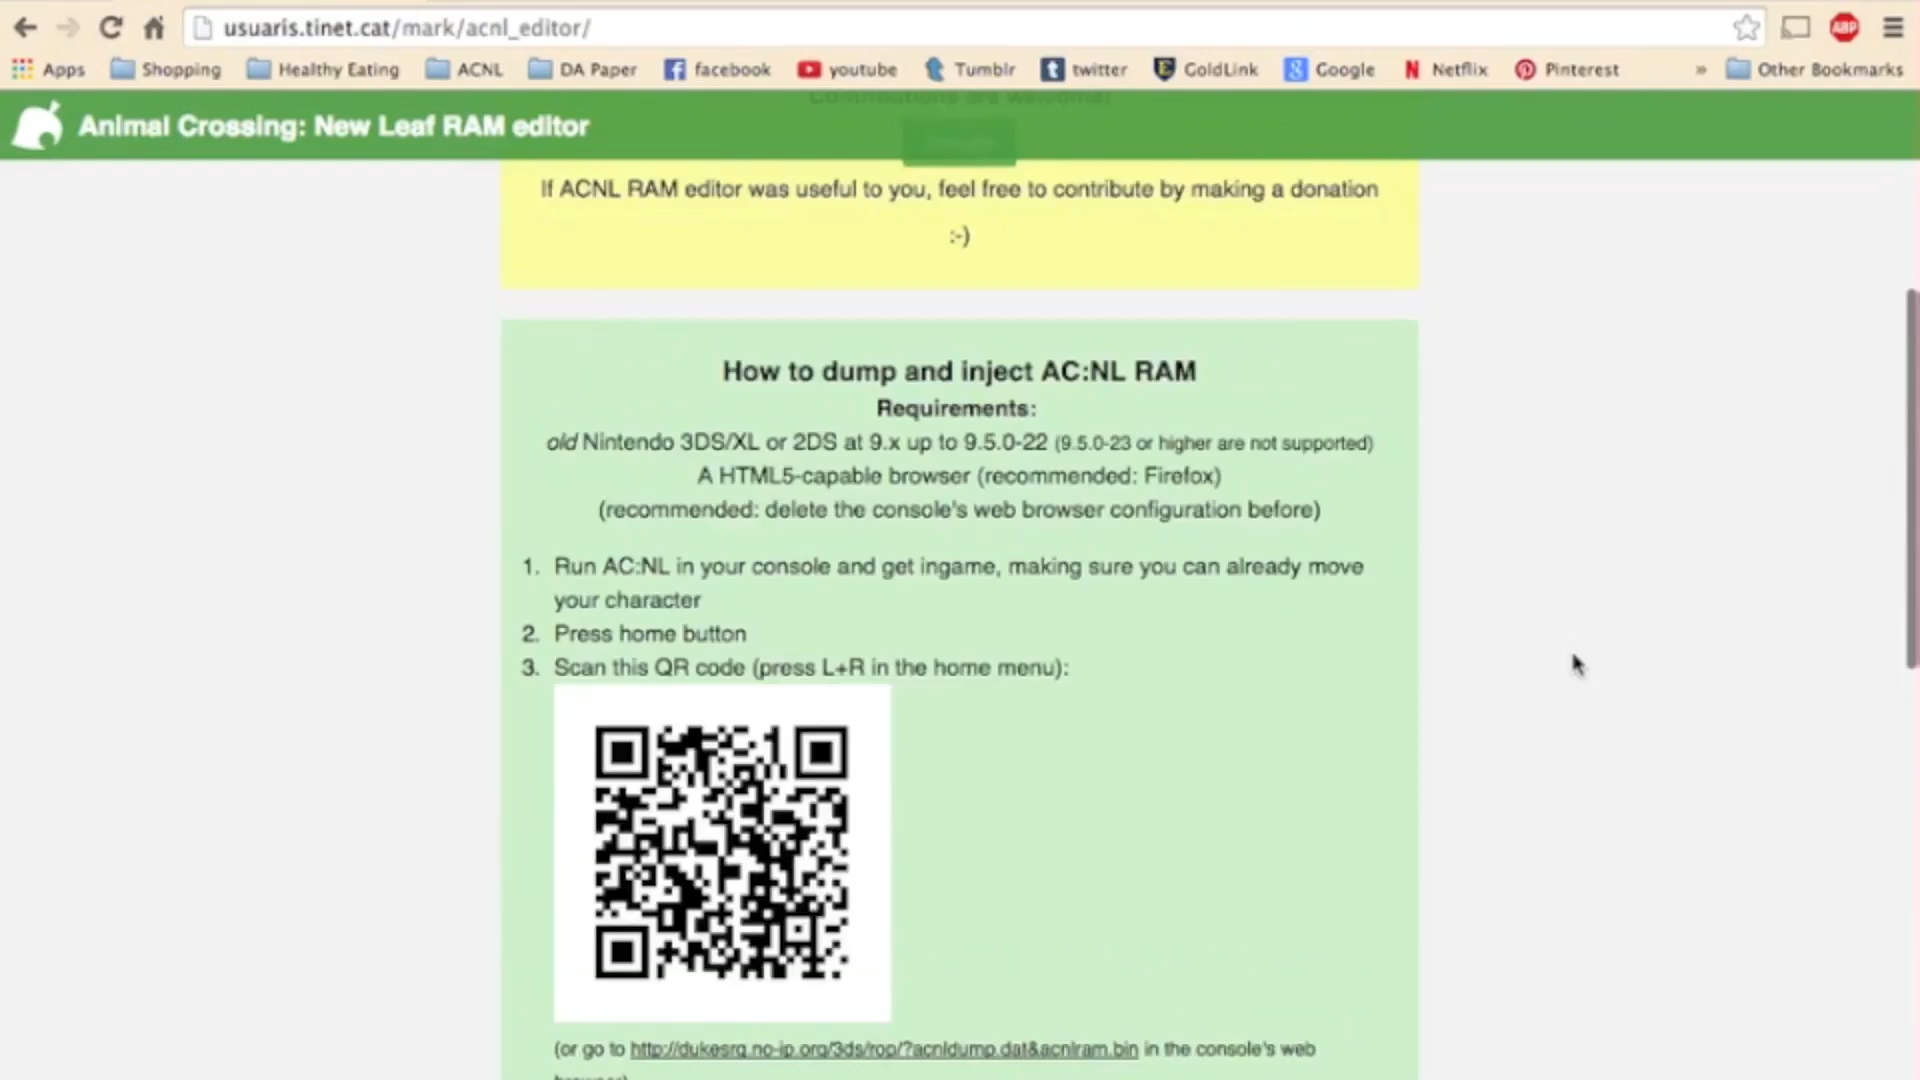 usuaris.tinet.cat/mark/acnl_editor/
Apps Shopping Healthy Eating ACNL DA Paper facebook youtube Tumblr twitter GoldLink Google Netflix Pinterest » Other Bookmarks
ABP
Contributions are welcome!
Animal Crossing: New Leaf RAM editor
If ACNL RAM editor was useful to you, feel free to contribute by making a donation
:-)
How to dump and inject AC:NL RAM
Requirements:
old Nintendo 3DS/XL or 2DS at 9.x up to 9.5.0-22 (9.5.0-23 or higher are not supported)
A HTML5-capable browser (recommended: Firefox)
(recommended: delete the console's web browser configuration before)
1. Run AC:NL in your console and get ingame, making sure you can already move
your character
2. Press home button
3. Scan this QR code (press L+R in the home menu):
(or go to http://dukesrg.no-ip.org/3ds/rop/?acnldump.dat&acnlram.bin in the console's web
browser)